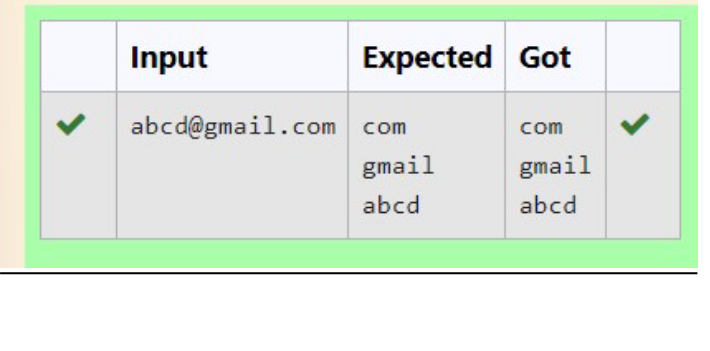 Input Expected Got
abcd@gmail.com com com
gmail gmail
abcd abcd